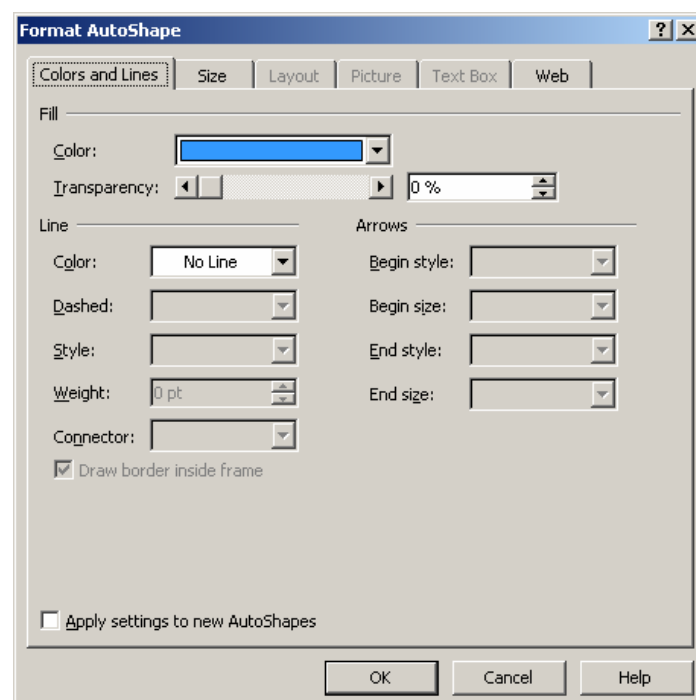 Format AutoShape
Colors and Lines Size Layout Picture Text Box Web
Fill
Color:
Transparency: 0 %
Line Arrows
Color: No Line Begin style:
Dashed: Begin size:
Style: End style:
Weight: 0 pt End size:
Connector:
Draw border inside frame
Apply settings to new AutoShapes
OK Cancel Help